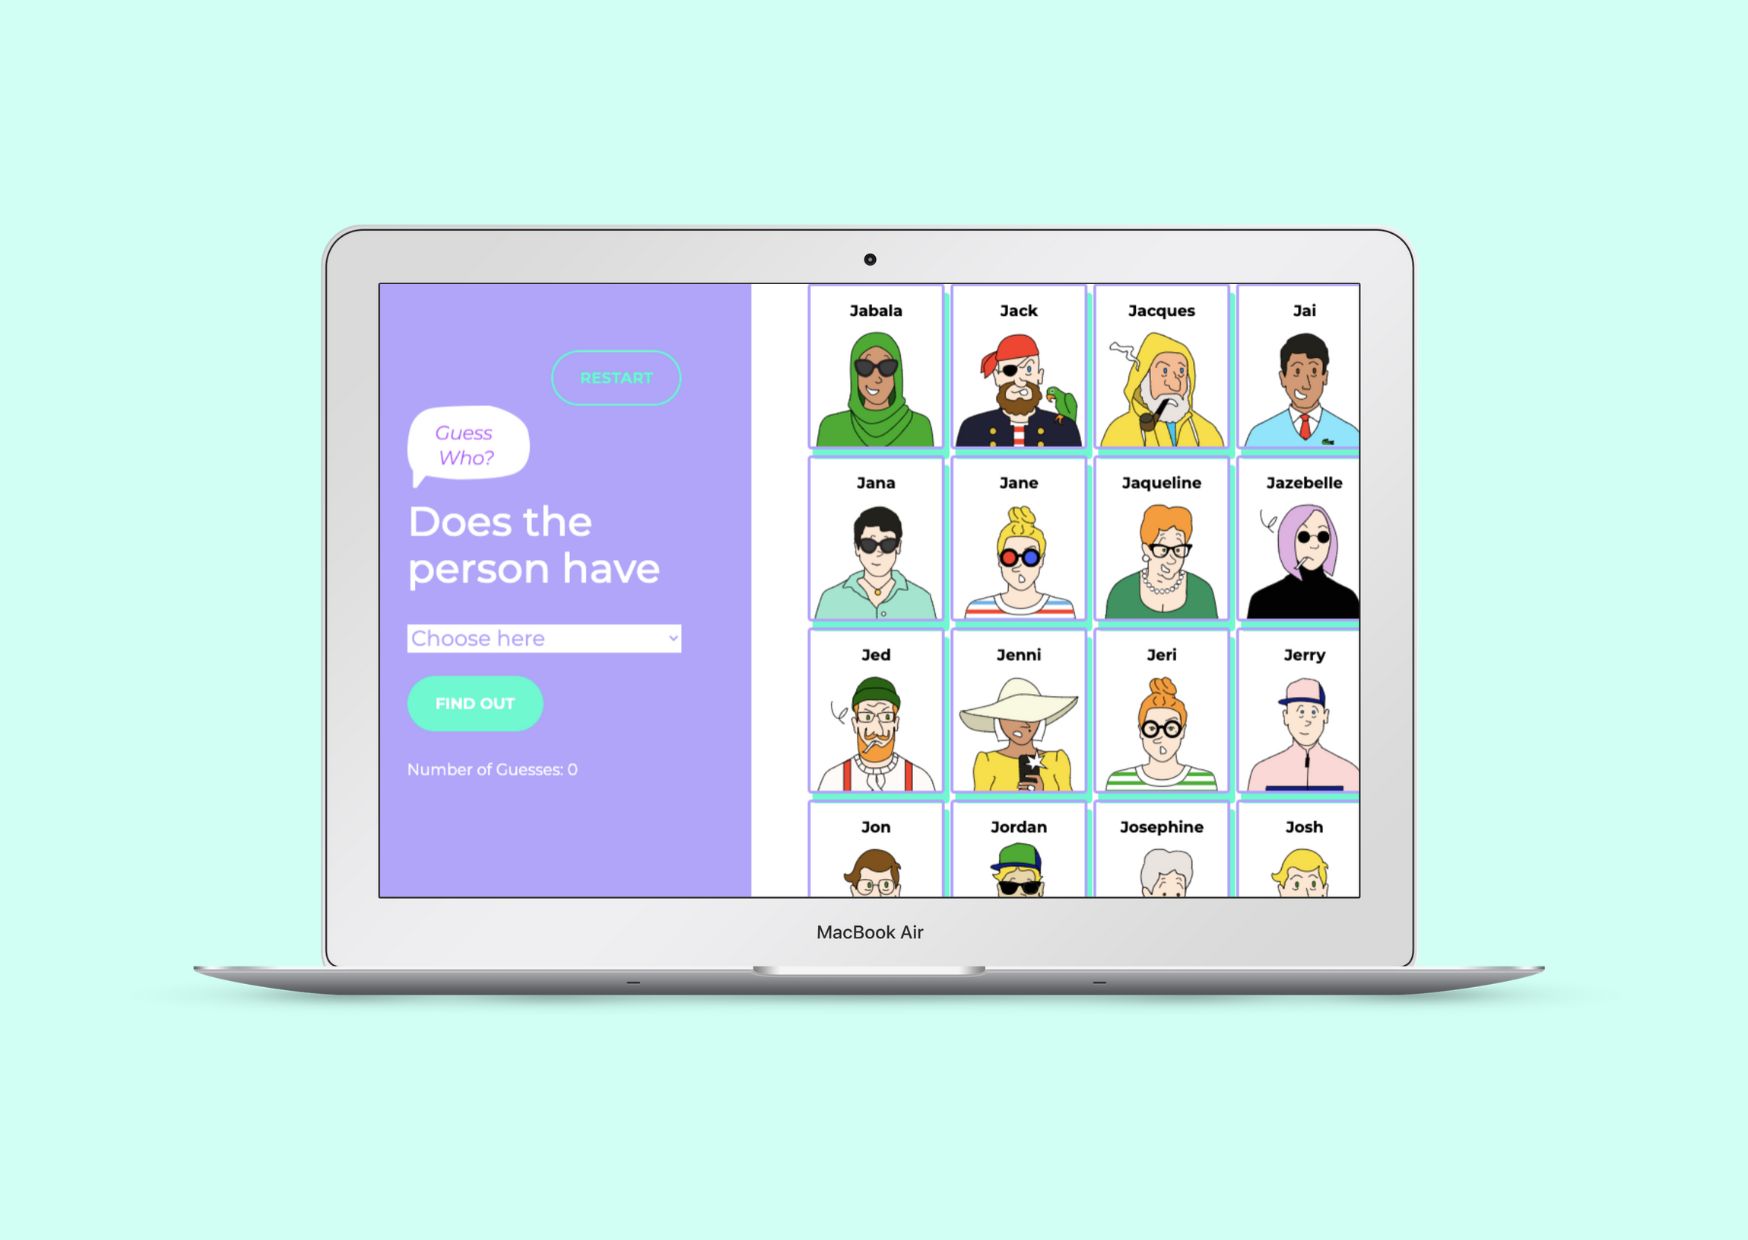 RESTART
Guess
Who?
Does the
person have
Choose here
FIND OUT
Number of Guesses: 0
Jabala
Jack
Jacques
Jai
Jana
Jane
Jaqueline
Jazebelle
Jed
Jenni
Jeri
Jerry
Jon
Jordan
Josephine
Josh
MacBook Air